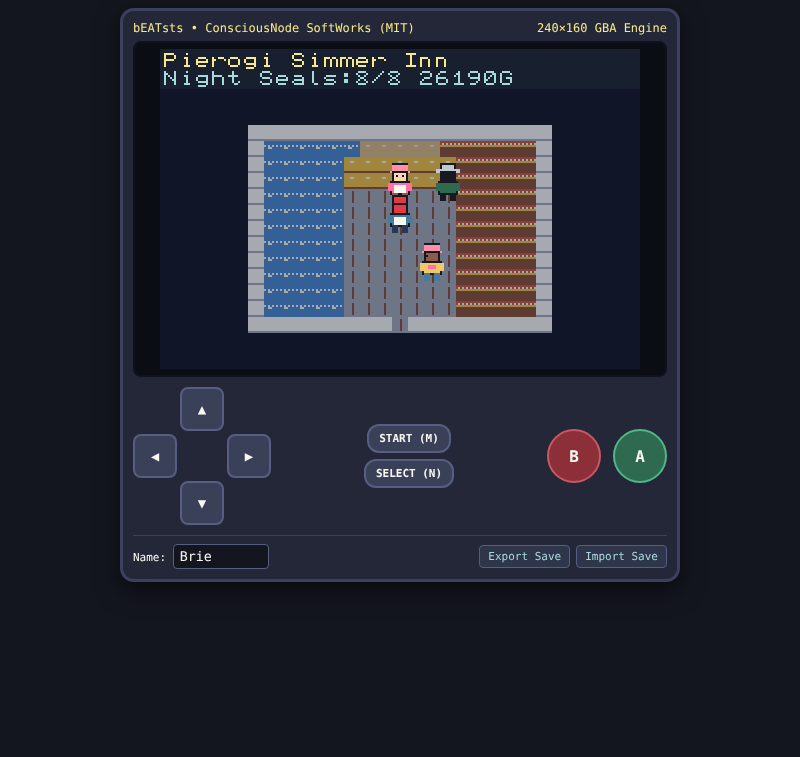 bEATsts • ConsciousNode SoftWorks (MIT)
240×160 GBA Engine
Pierogi Simmer Inn
Night Seals:8/8 26190G
▲
◀
▶
▼
START (M)
SELECT (N)
B
A
Name:
Brie
Export Save
Import Save